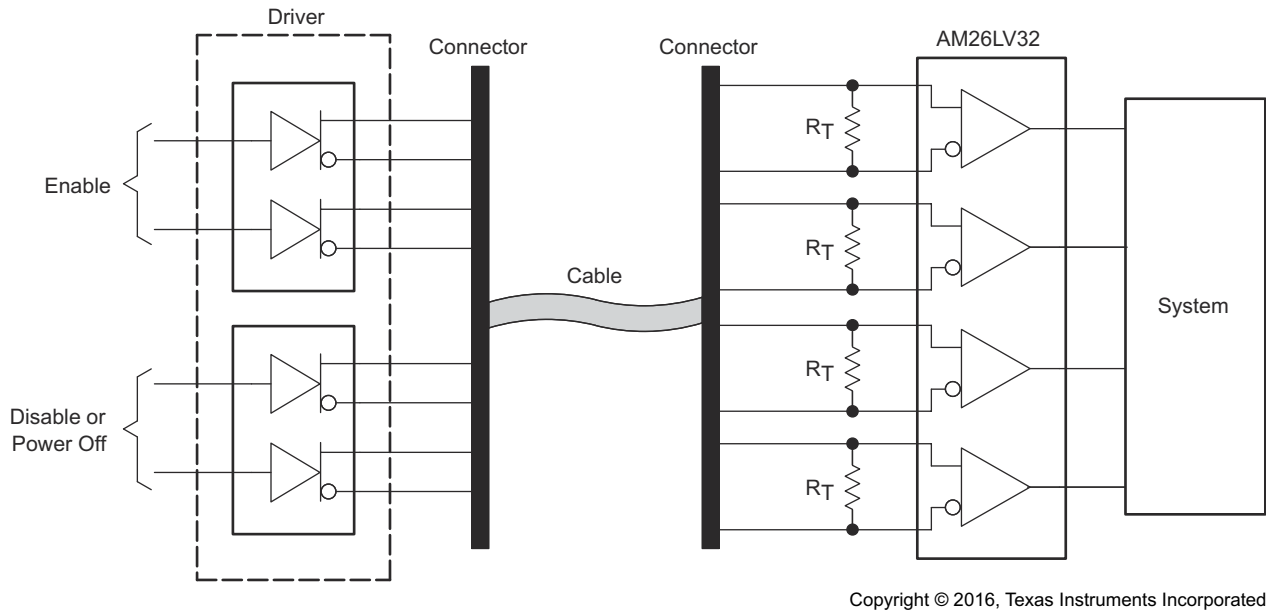 Driver
Connector
Connector
AM26LV32
Enable
Disable or
Power Off
Cable
RT
RT
RT
RT
System
Copyright © 2016, Texas Instruments Incorporated